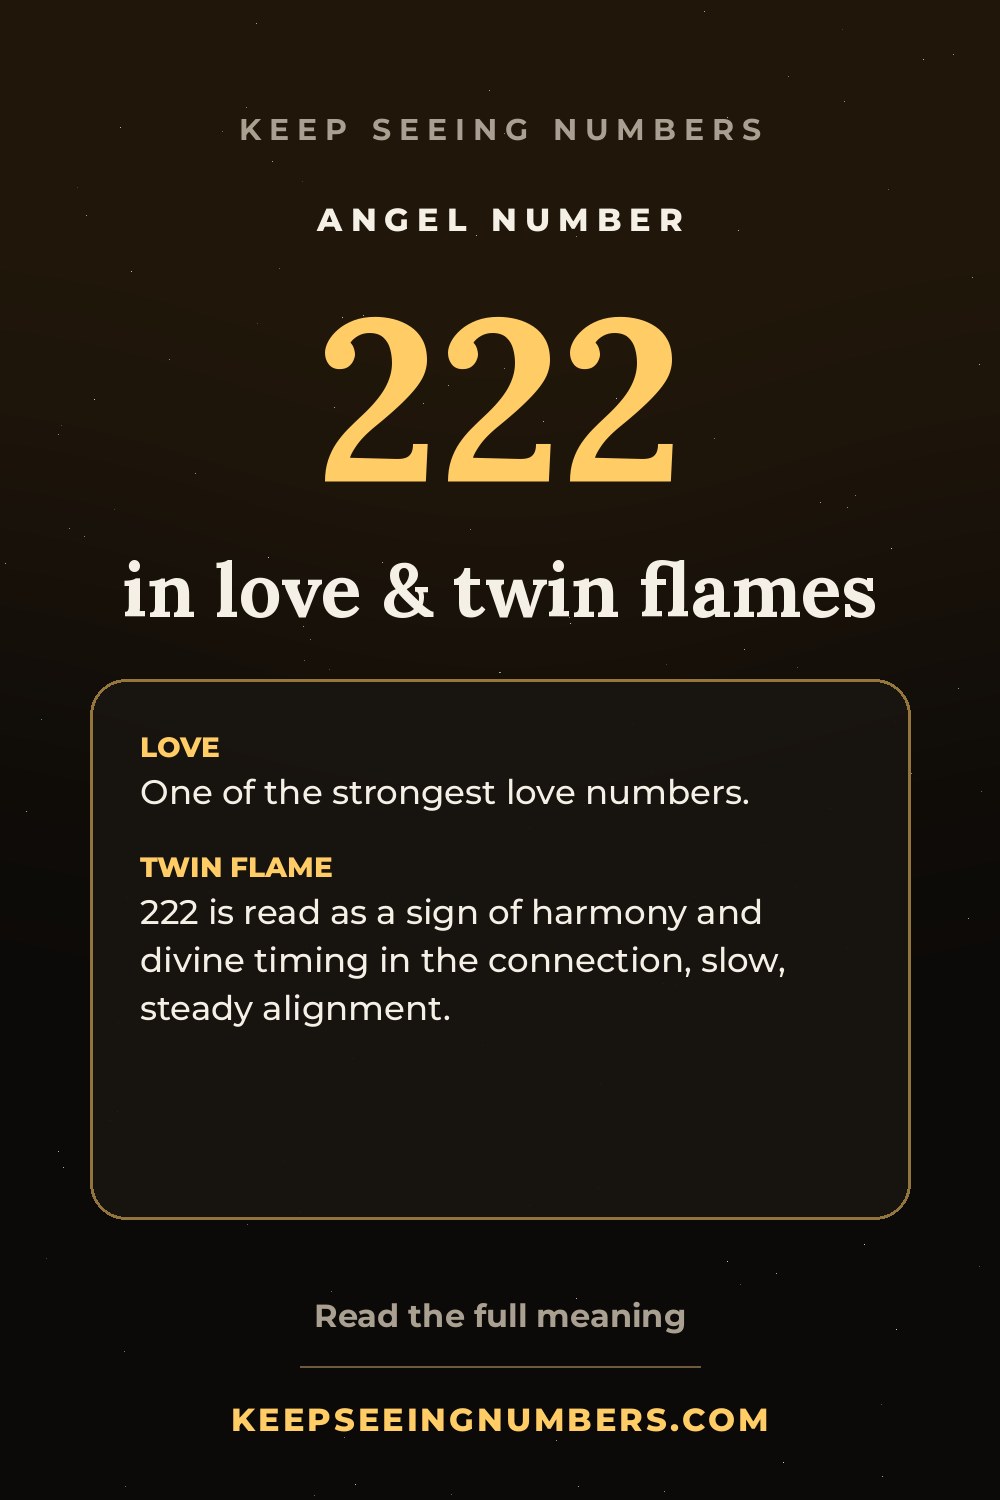 KEEP SEEING NUMBERS
ANGEL NUMBER
222
in love & twin flames
LOVE
One of the strongest love numbers.
TWIN FLAME
222 is read as a sign of harmony and
divine timing in the connection, slow,
steady alignment.
Read the full meaning
KEEPSEEINGNUMBERS.COM